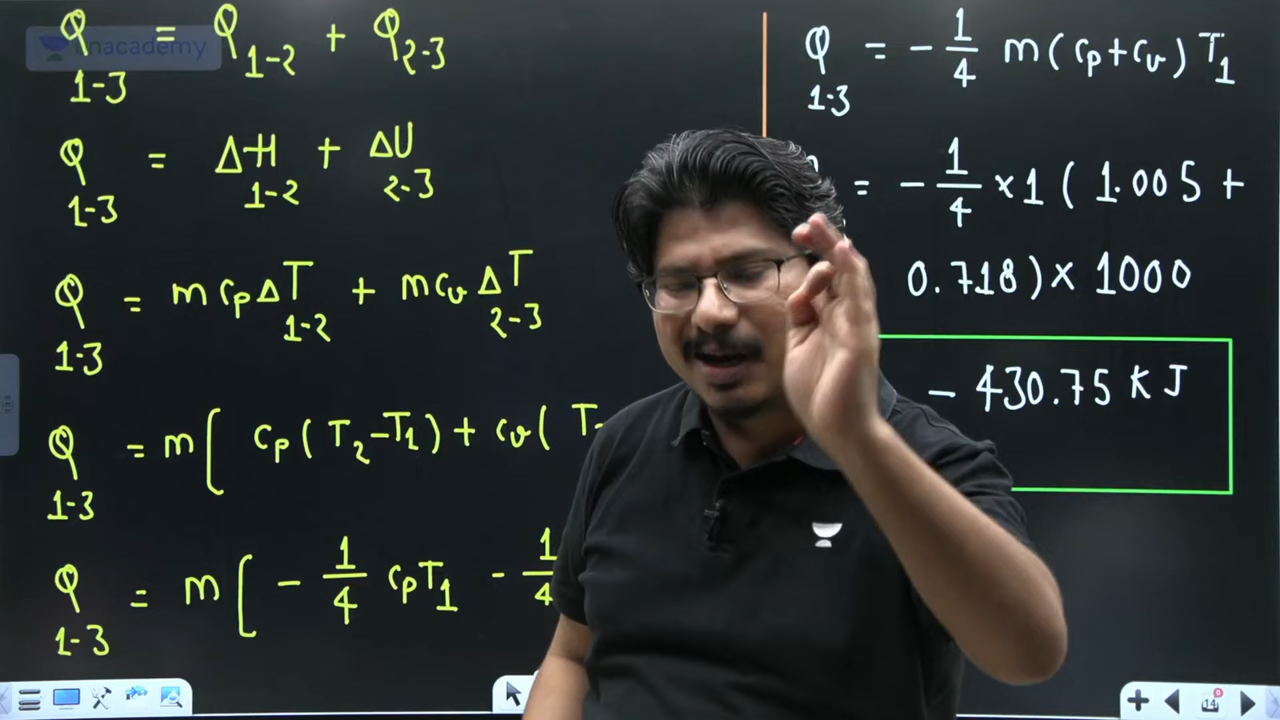 unacademy
Q1-3 = Q1-2 + Q2-3
Q1-3 = ΔH1-2 + ΔU2-3
Q1-3 = m cp ΔT1-2 + m cv ΔT2-3
Q1-3 = m[ cp(T2-T1) + cv( T
Q1-3 = m[ - 1/4 cpT1 - 1/4
Q1-3 = - 1/4 m(cp+cv) T1
= - 1/4 × 1 ( 1.005 +
0.718) × 1000
- 430.75 KJ
14